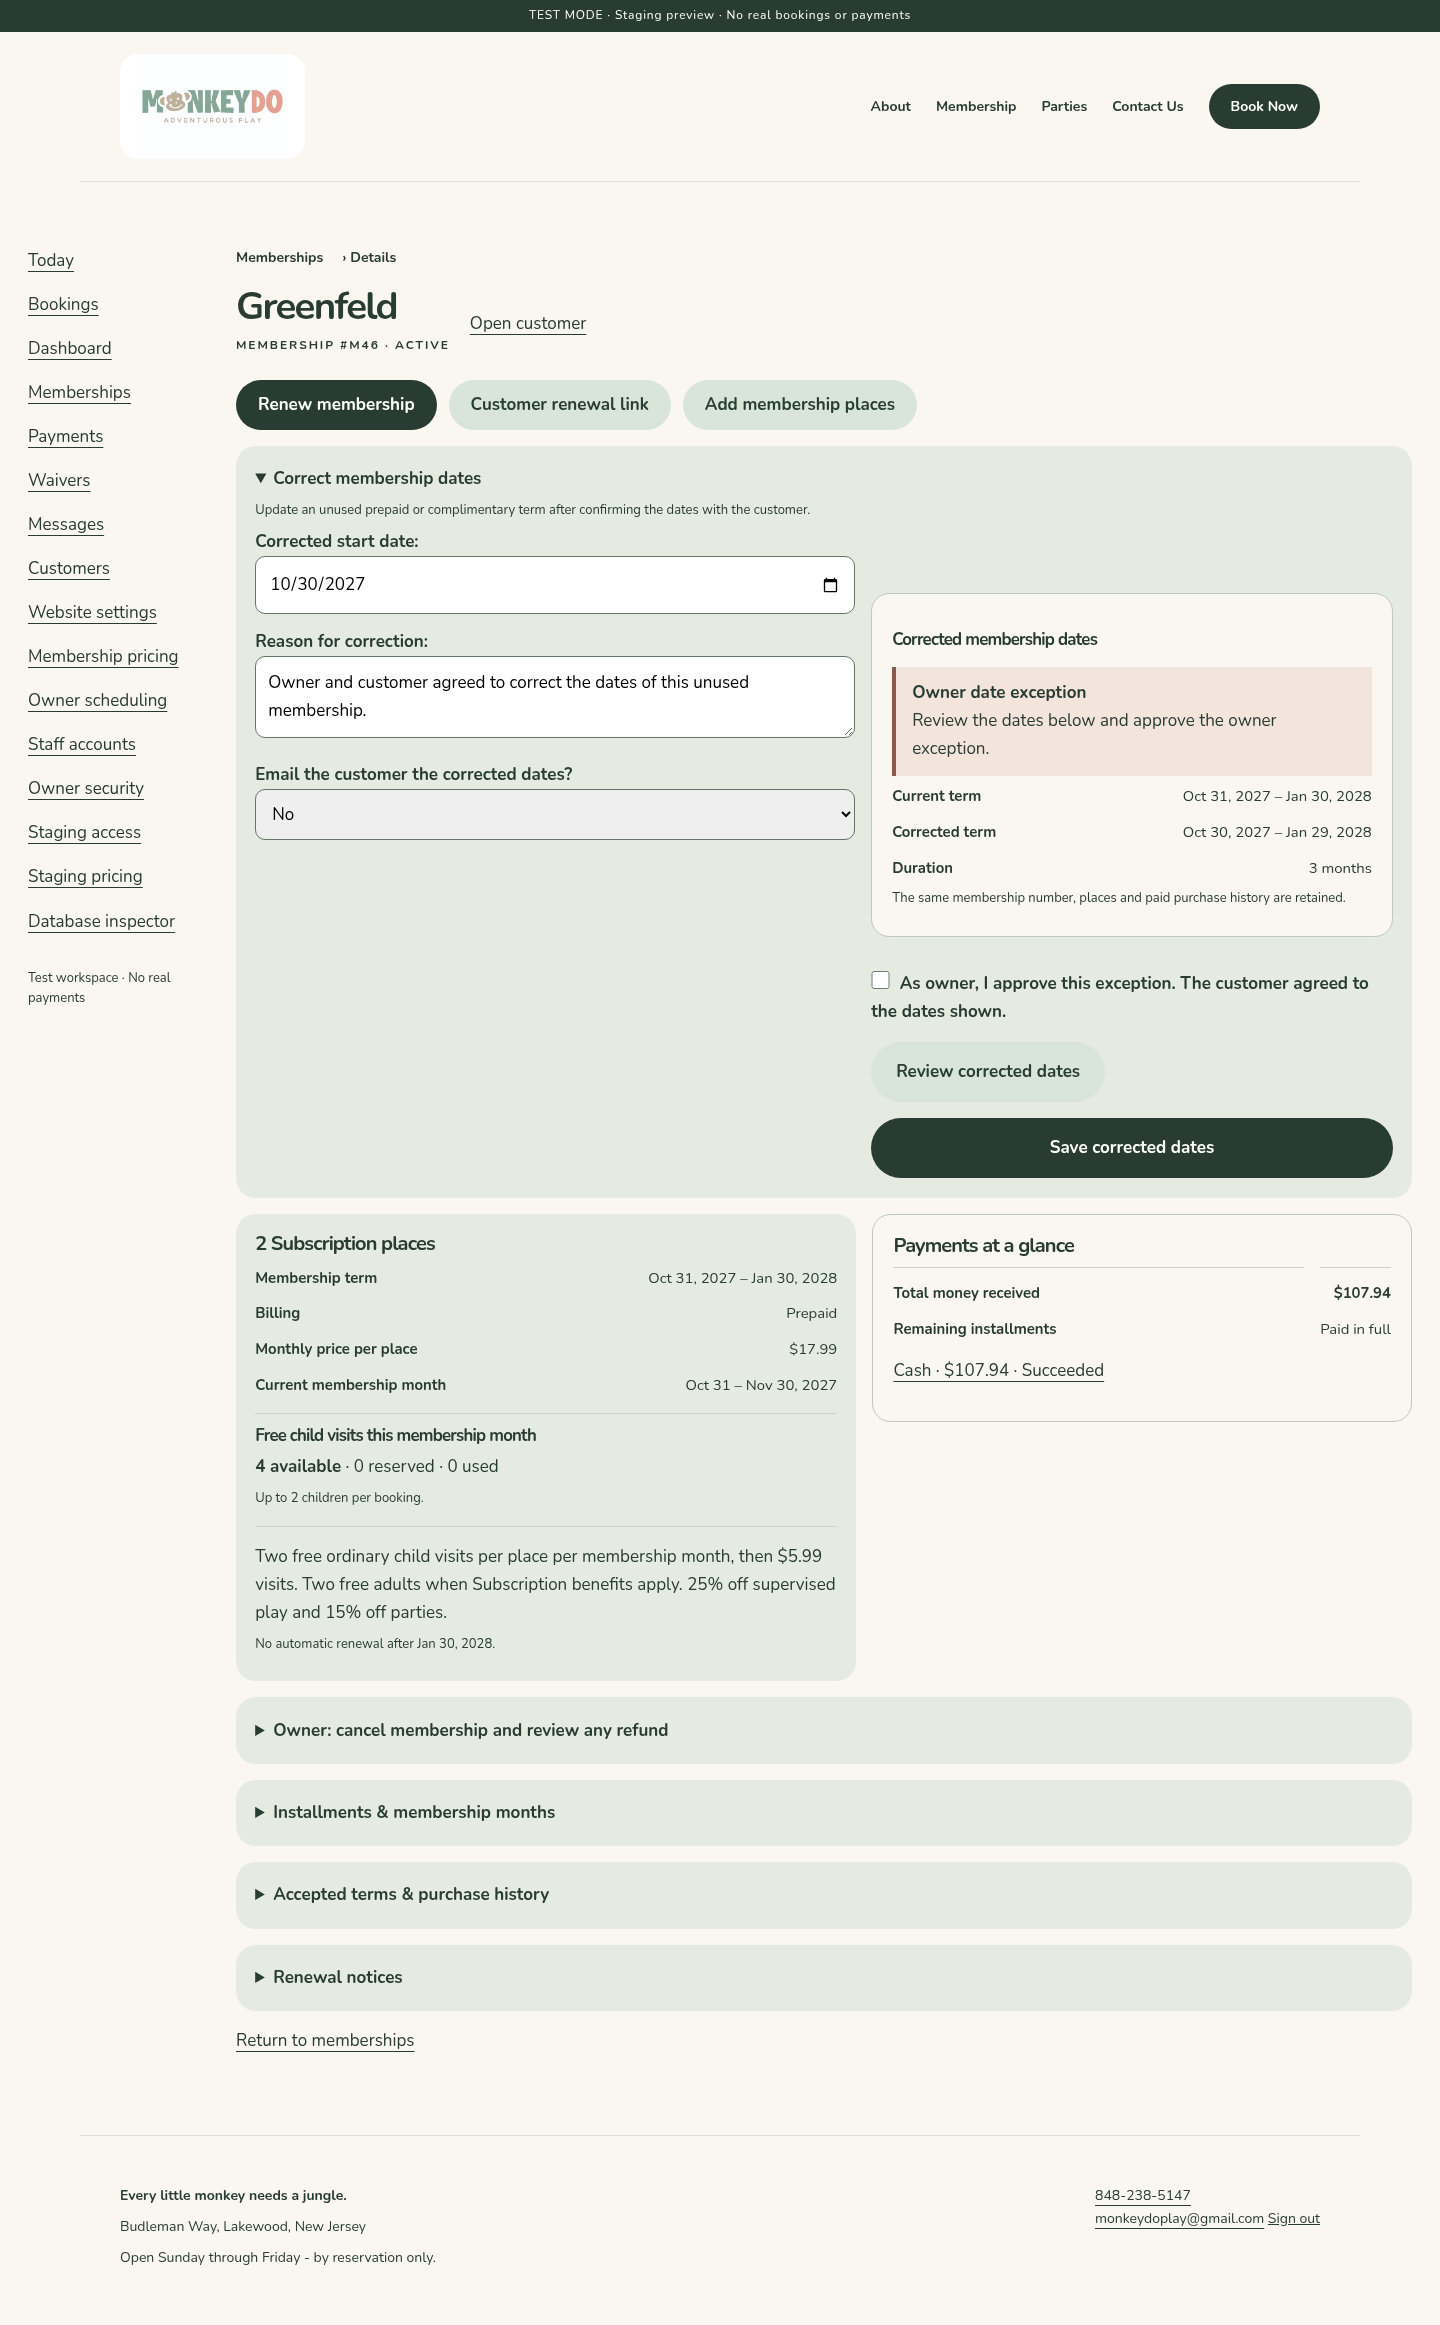 TEST MODE · Staging preview · No real bookings or payments
MONKEYDO
ADVENTUROUS PLAY
About
Membership
Parties
Contact Us
Book Now
Today
Bookings
Dashboard
Memberships
Payments
Waivers
Messages
Customers
Website settings
Membership pricing
Owner scheduling
Staff accounts
Owner security
Staging access
Staging pricing
Database inspector
Test workspace · No real
payments
Memberships › Details
Greenfeld
MEMBERSHIP #M46 · ACTIVE
Open customer
Renew membership
Customer renewal link
Add membership places
▼ Correct membership dates
Update an unused prepaid or complimentary term after confirming the dates with the customer.
Corrected start date:
10/30/2027
Reason for correction:
Owner and customer agreed to correct the dates of this unused
membership.
Email the customer the corrected dates?
No
Corrected membership dates
Owner date exception
Review the dates below and approve the owner
exception.
Current term Oct 31, 2027 – Jan 30, 2028
Corrected term Oct 30, 2027 – Jan 29, 2028
Duration 3 months
The same membership number, places and paid purchase history are retained.
As owner, I approve this exception. The customer agreed to
the dates shown.
Review corrected dates
Save corrected dates
2 Subscription places
Membership term Oct 31, 2027 – Jan 30, 2028
Billing Prepaid
Monthly price per place $17.99
Current membership month Oct 31 – Nov 30, 2027
Free child visits this membership month
4 available · 0 reserved · 0 used
Up to 2 children per booking.
Two free ordinary child visits per place per membership month, then $5.99
visits. Two free adults when Subscription benefits apply. 25% off supervised
play and 15% off parties.
No automatic renewal after Jan 30, 2028.
Payments at a glance
Total money received $107.94
Remaining installments Paid in full
Cash · $107.94 · Succeeded
▶ Owner: cancel membership and review any refund
▶ Installments & membership months
▶ Accepted terms & purchase history
▶ Renewal notices
Return to memberships
Every little monkey needs a jungle.
Budleman Way, Lakewood, New Jersey
Open Sunday through Friday - by reservation only.
848-238-5147
monkeydoplay@gmail.com Sign out